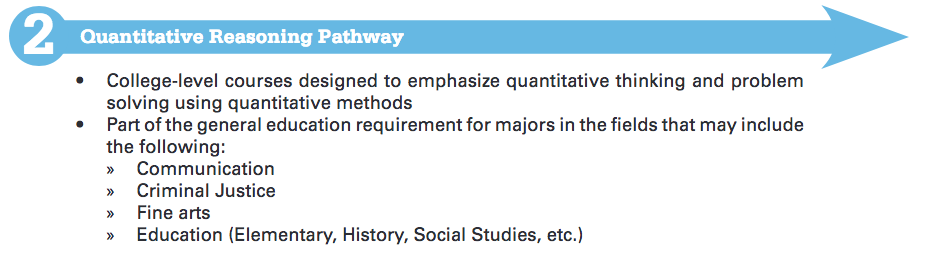 2 Quantitative Reasoning Pathway
• College-level courses designed to emphasize quantitative thinking and problem
solving using quantitative methods
• Part of the general education requirement for majors in the fields that may include
the following:
» Communication
» Criminal Justice
» Fine arts
» Education (Elementary, History, Social Studies, etc.)